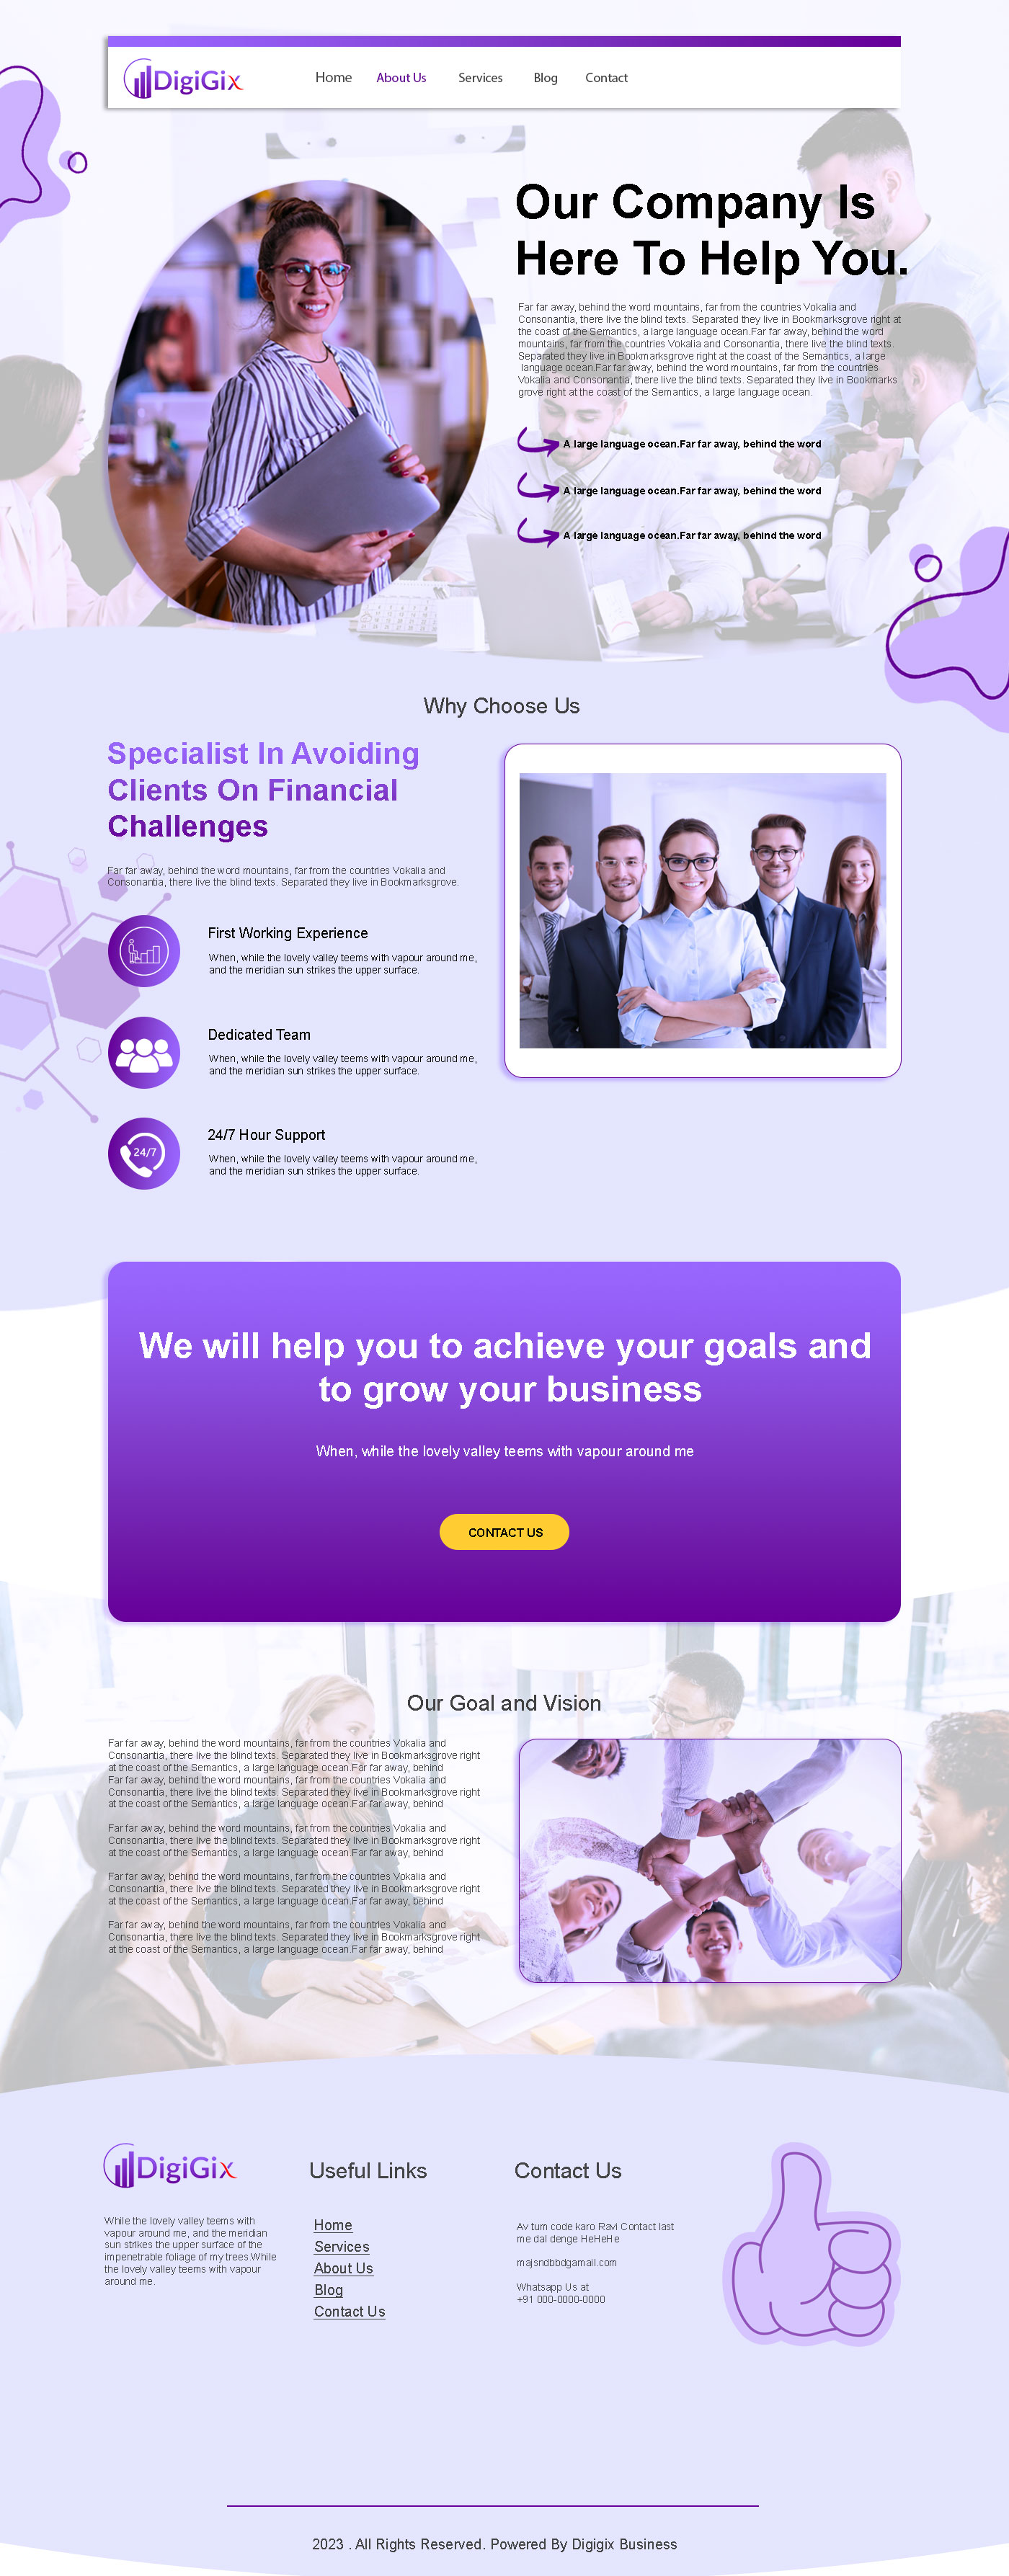 DigiGix
Home About Us Services Blog Contact
Our Company Is
Here To Help You.
Far far away, behind the word mountains, far from the countries Vokalia and
Consonantia, there live the blind texts. Separated they live in Bookmarksgrove right at
the coast of the Semantics, a large language ocean.Far far away, behind the word
mountains, far from the countries Vokalia and Consonantia, there live the blind texts.
Separated they live in Bookmarksgrove right at the coast of the Semantics, a large
language ocean.Far far away, behind the word mountains, far from the countries
Vokalia and Consonantia, there live the blind texts. Separated they live in Bookmarks
grove right at the coast of the Semantics, a large language ocean.
A large language ocean.Far far away, behind the word
A large language ocean.Far far away, behind the word
A large language ocean.Far far away, behind the word
Why Choose Us
Specialist In Avoiding
Clients On Financial
Challenges
Far far away, behind the word mountains, far from the countries Vokalia and
Consonantia, there live the blind texts. Separated they live in Bookmarksgrove.
First Working Experience
When, while the lovely valley teems with vapour around me,
and the meridian sun strikes the upper surface.
Dedicated Team
When, while the lovely valley teems with vapour around me,
and the meridian sun strikes the upper surface.
24/7
24/7 Hour Support
When, while the lovely valley teems with vapour around me,
and the meridian sun strikes the upper surface.
We will help you to achieve your goals and
to grow your business
When, while the lovely valley teems with vapour around me
CONTACT US
Our Goal and Vision
Far far away, behind the word mountains, far from the countries Vokalia and
Consonantia, there live the blind texts. Separated they live in Bookmarksgrove right
at the coast of the Semantics, a large language ocean.Far far away, behind
Far far away, behind the word mountains, far from the countries Vokalia and
Consonantia, there live the blind texts. Separated they live in Bookmarksgrove right
at the coast of the Semantics, a large language ocean.Far far away, behind
Far far away, behind the word mountains, far from the countries Vokalia and
Consonantia, there live the blind texts. Separated they live in Bookmarksgrove right
at the coast of the Semantics, a large language ocean.Far far away, behind
Far far away, behind the word mountains, far from the countries Vokalia and
Consonantia, there live the blind texts. Separated they live in Bookmarksgrove right
at the coast of the Semantics, a large language ocean.Far far away, behind
Far far away, behind the word mountains, far from the countries Vokalia and
Consonantia, there live the blind texts. Separated they live in Bookmarksgrove right
at the coast of the Semantics, a large language ocean.Far far away, behind
DigiGix
While the lovely valley teems with
vapour around me, and the meridian
sun strikes the upper surface of the
impenetrable foliage of my trees.While
the lovely valley teems with vapour
around me.
Useful Links
Home
Services
About Us
Blog
Contact Us
Contact Us
Av tum code karo Ravi Contact last
me dal denge HeHeHe
majsndbbdgamail.com
Whatsapp Us at
+91 000-0000-0000
2023 . All Rights Reserved. Powered By Digigix Business